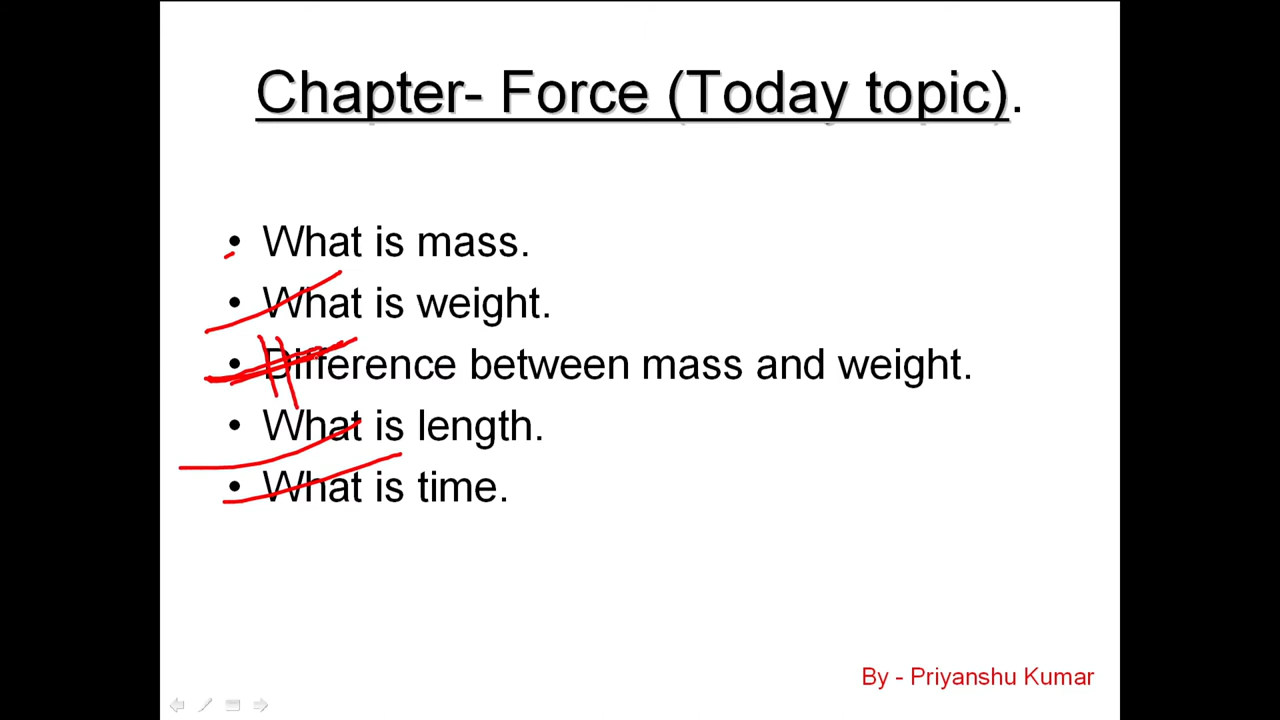 Chapter- Force (Today topic).
• What is mass.
• What is weight.
• Difference between mass and weight.
• What is length.
• What is time.
By - Priyanshu Kumar